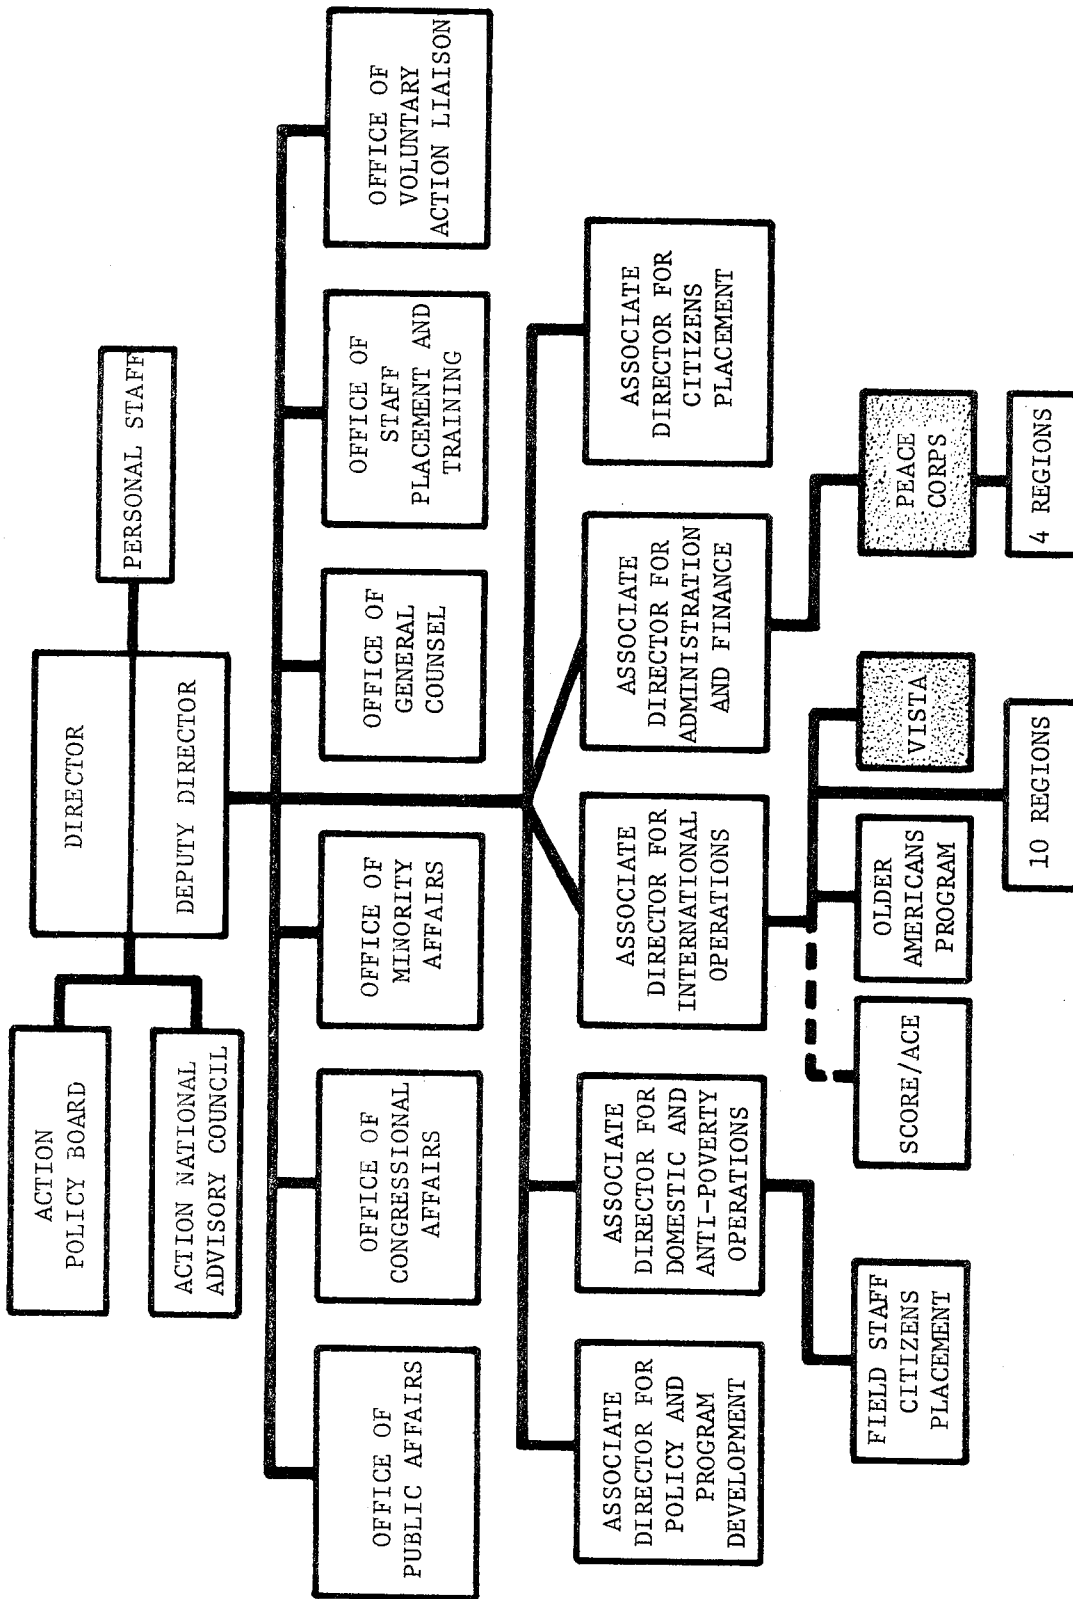 DIRECTOR
DEPUTY DIRECTOR
PERSONAL STAFF
ACTION
POLICY BOARD
ACTION NATIONAL
ADVISORY COUNCIL
OFFICE OF
PUBLIC AFFAIRS
OFFICE OF
CONGRESSIONAL
AFFAIRS
OFFICE OF
MINORITY
AFFAIRS
OFFICE OF
GENERAL
COUNSEL
OFFICE OF
STAFF
PLACEMENT AND
TRAINING
OFFICE OF
VOLUNTARY
ACTION LIAISON
ASSOCIATE
DIRECTOR FOR
POLICY AND
PROGRAM
DEVELOPMENT
ASSOCIATE
DIRECTOR FOR
DOMESTIC AND
ANTI-POVERTY
OPERATIONS
ASSOCIATE
DIRECTOR FOR
INTERNATIONAL
OPERATIONS
ASSOCIATE
DIRECTOR FOR
ADMINISTRATION
AND FINANCE
ASSOCIATE
DIRECTOR FOR
CITIZENS
PLACEMENT
FIELD STAFF
CITIZENS
PLACEMENT
SCORE/ACE
OLDER
AMERICANS
PROGRAM
VISTA
PEACE
CORPS
10 REGIONS
4 REGIONS